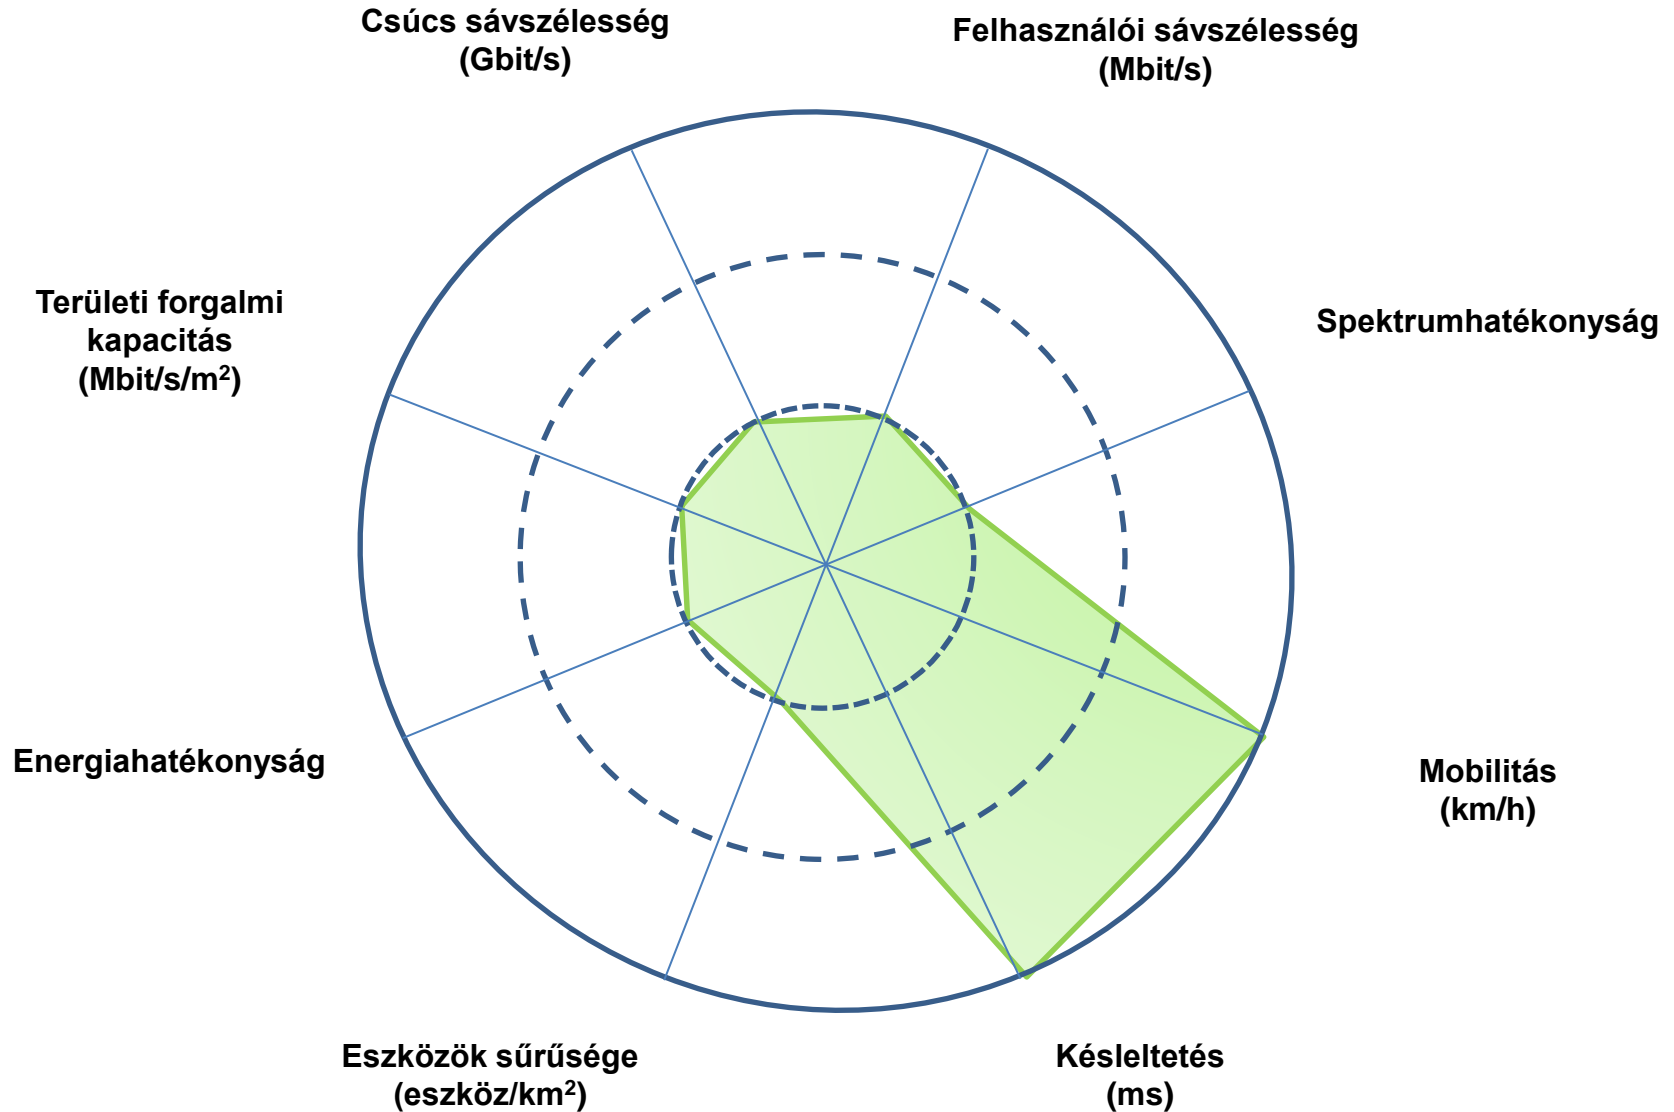 Csúcs sávszélesség
(Gbit/s)
Felhasználói sávszélesség
(Mbit/s)
Területi forgalmi
kapacitás
(Mbit/s/m²)
Spektrumhatékonyság
Energiahatékonyság
Mobilitás
(km/h)
Eszközök sűrűsége
(eszköz/km²)
Késleltetés
(ms)